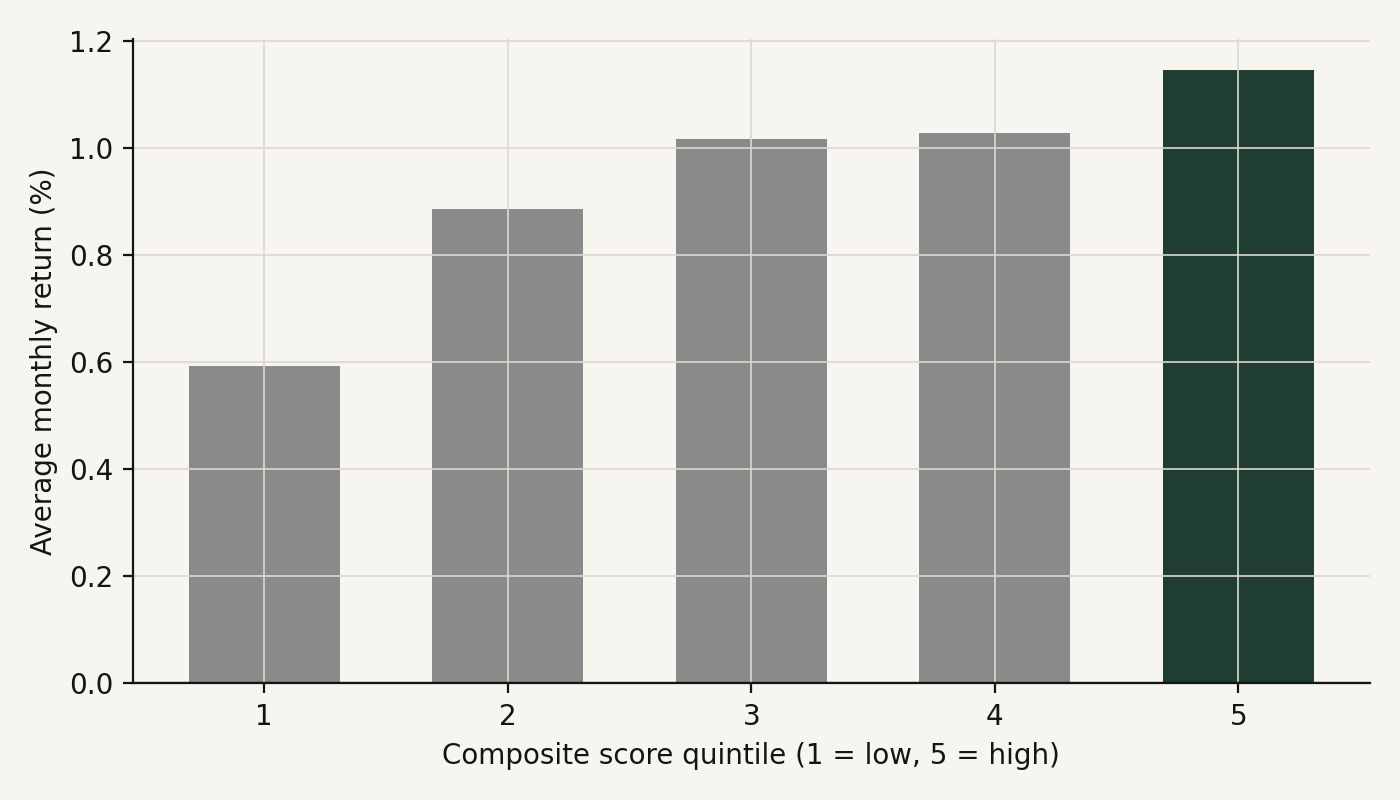 Average monthly return (%)
1.2
1.0
0.8
0.6
0.4
0.2
0.0
1 2 3 4 5
Composite score quintile (1 = low, 5 = high)